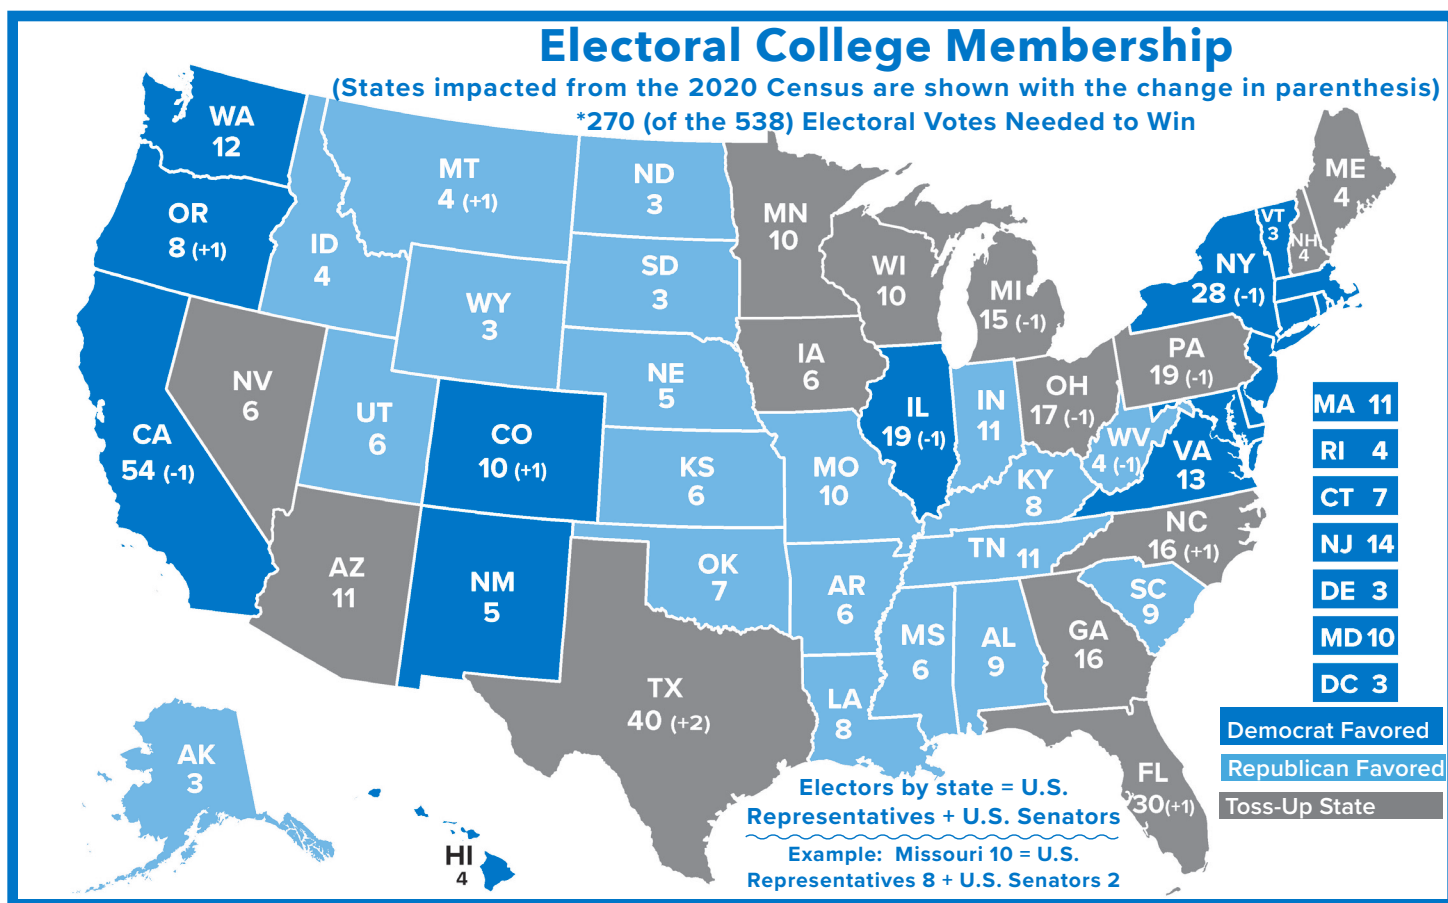 Electoral College Membership
(States impacted from the 2020 Census are shown with the change in parenthesis)
*270 (of the 538) Electoral Votes Needed to Win
WA
12
OR
8 (+1)
CA
54 (-1)
NV
6
ID
4
MT
4 (+1)
WY
3
UT
6
AZ
11
CO
10 (+1)
NM
5
ND
3
SD
3
NE
5
KS
6
OK
7
TX
40 (+2)
MN
10
IA
6
MO
10
AR
6
LA
8
WI
10
IL
19 (-1)
MI
15 (-1)
IN
11
OH
17 (-1)
KY
8
TN 11
MS
6
AL
9
GA
16
FL
30(+1)
SC
9
NC
16 (+1)
VA
13
WV
4 (-1)
PA
19 (-1)
NY
28 (-1)
VT
3
NH
4
ME
4
MA 11
RI 4
CT 7
NJ 14
DE 3
MD 10
DC 3
AK
3
HI
4
Democrat Favored
Republican Favored
Toss-Up State
Electors by state = U.S.
Representatives + U.S. Senators
Example: Missouri 10 = U.S.
Representatives 8 + U.S. Senators 2